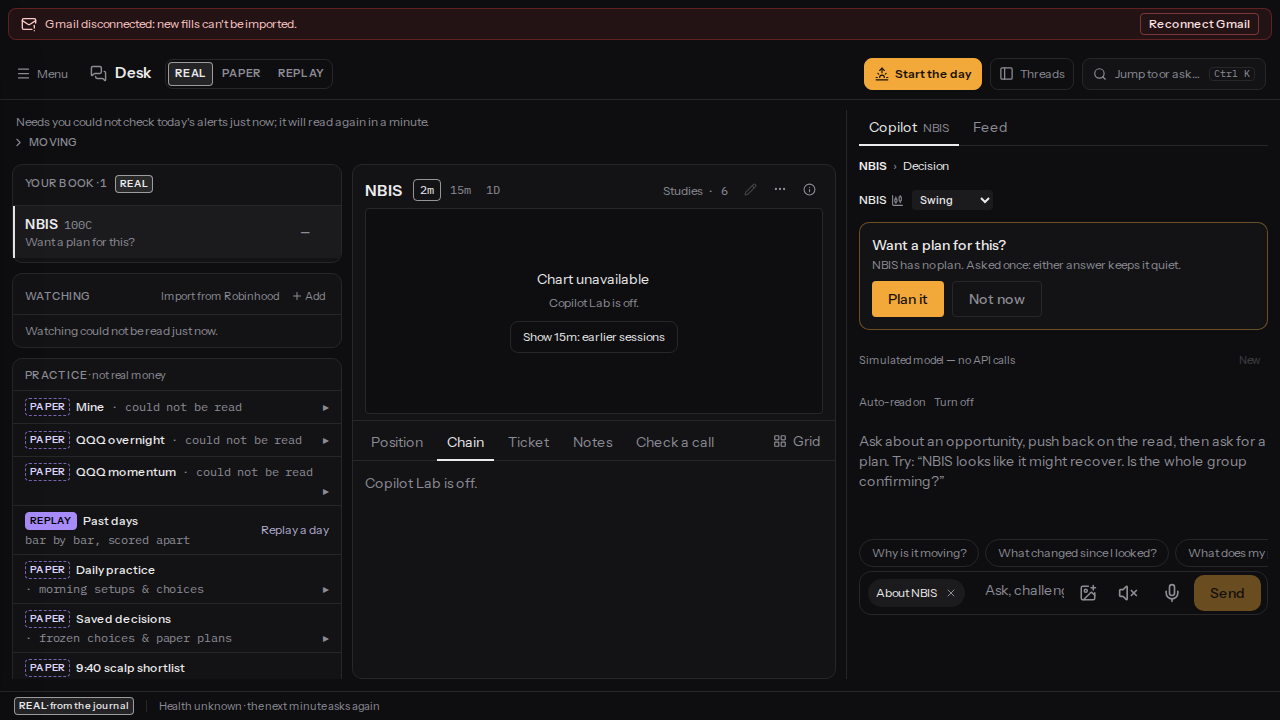 Gmail disconnected: new fills can't be imported.
Reconnect Gmail
Menu
Desk
REAL PAPER REPLAY
Start the day
Threads
Jump to or ask... Ctrl K
Needs you could not check today's alerts just now; it will read again in a minute.
MOVING
YOUR BOOK · 1 REAL
NBIS 100C
Want a plan for this?
–
WATCHING Import from Robinhood + Add
Watching could not be read just now.
PRACTICE · not real money
PAPER Mine · could not be read
PAPER QQQ overnight · could not be read
PAPER QQQ momentum · could not be read
REPLAY Past days
bar by bar, scored apart
Replay a day
PAPER Daily practice
· morning setups & choices
PAPER Saved decisions
· frozen choices & paper plans
PAPER 9:40 scalp shortlist
NBIS 2m 15m 1D
Studies · 6
Chart unavailable
Copilot Lab is off.
Show 15m: earlier sessions
Position Chain Ticket Notes Check a call Grid
Copilot Lab is off.
Copilot NBIS Feed
NBIS › Decision
NBIS Swing
Want a plan for this?
NBIS has no plan. Asked once: either answer keeps it quiet.
Plan it Not now
Simulated model — no API calls New
Auto-read on Turn off
Ask about an opportunity, push back on the read, then ask for a
plan. Try: “NBIS looks like it might recover. Is the whole group
confirming?”
Why is it moving? What changed since I looked? What does my
About NBIS × Ask, challeng Send
REAL · from the journal
Health unknown · the next minute asks again